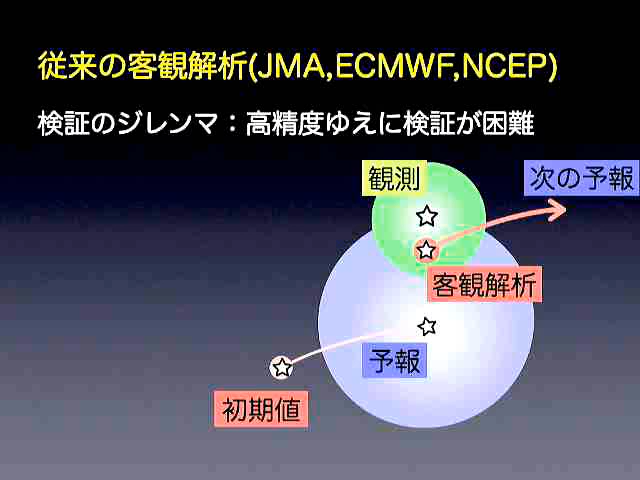 従来の客観解析(JMA,ECMWF,NCEP)
検証のジレンマ：高精度ゆえに検証が困難
観測
次の予報
客観解析
予報
初期値